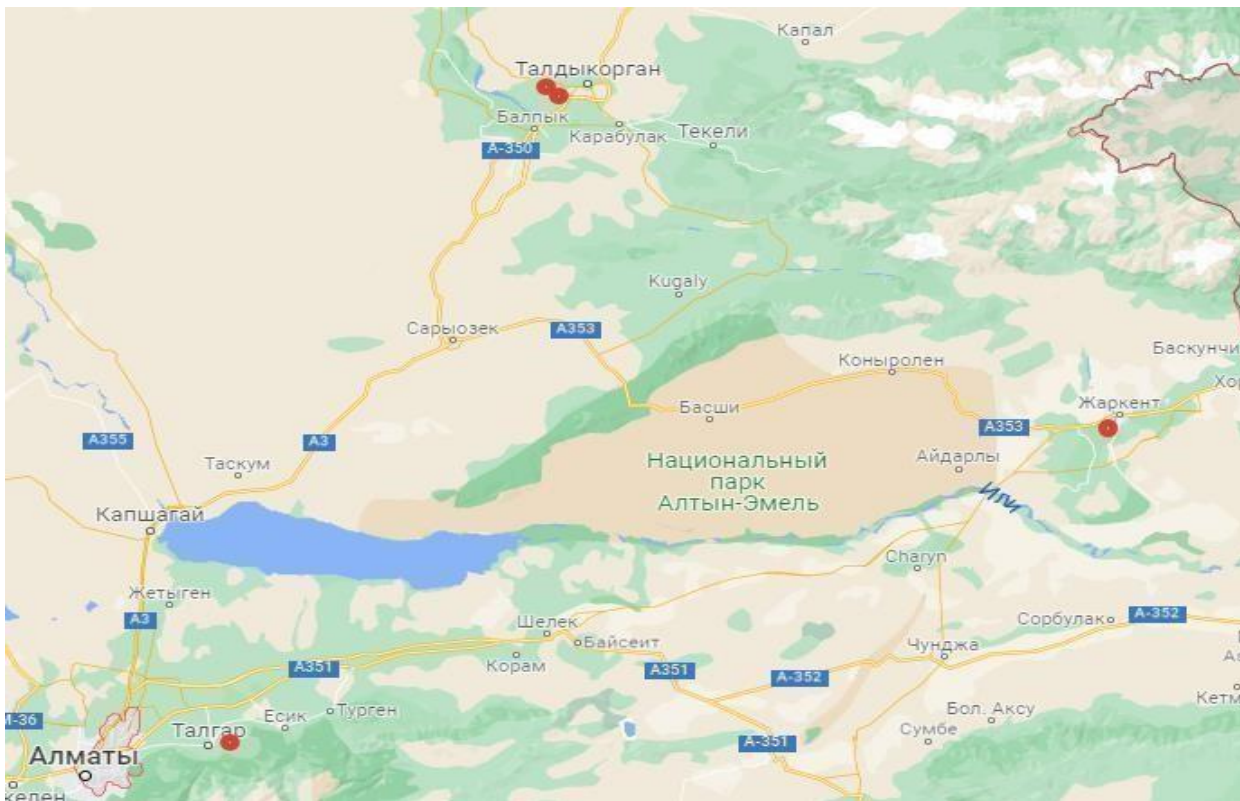 Капал
Талдыкорган
Балпык
Карабулак
Текели
А-350
Kugaly
Сарыозек
А353
Коныролен
Баскунчи
Хор
Жаркент
Басши
А353
А355
А3
Таскум
Айдарлы
Национальный
парк
Алтын-Эмель
Или
Капшагай
Charyn
Жетыген
А3
Шелек
Байсеит
Сорбулак
А-352
Чунджа
Корам
А351
А351
А-352
Кетм
Бол. Аксу
М-36
Есик
Турген
Талгар
Сумбе
А-351
Алматы
келен